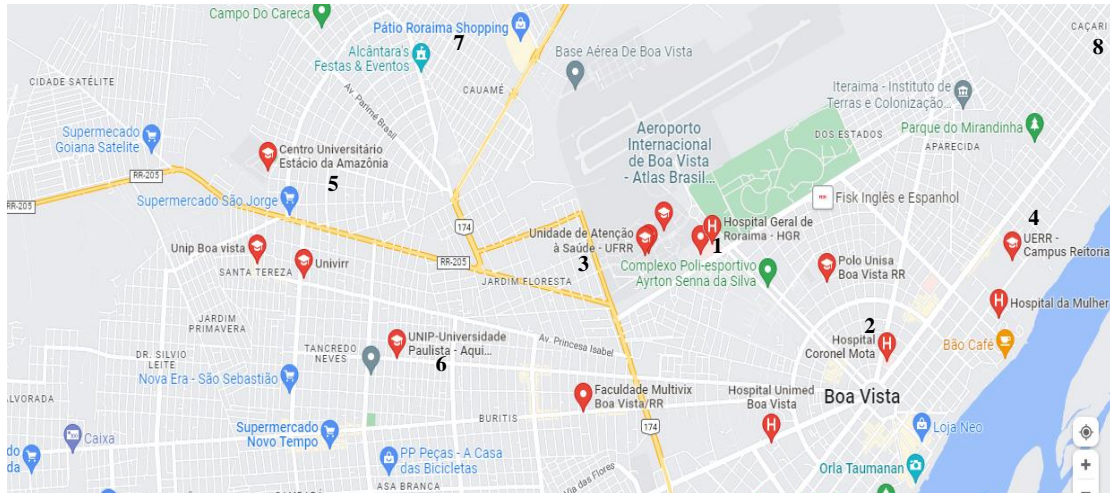 Campo Do Careca
Pátio Roraima Shopping
7
CAÇARI
8
Alcântara's
Festas & Eventos
Base Aérea De Boa Vista
CIDADE SATÉLITE
CAUAMÉ
Av. Parimé Brasil
Iteraima - Instituto de
Terras e Colonização...
Supermecado
Goiana Satelite
Aeroporto
Internacional
de Boa Vista
- Atlas Brasil...
DOS ESTADOS
Parque do Mirandinha
APARECIDA
Centro Universitário
Estácio da Amazônia
5
RR-205
RR-205
Supermercado São Jorge
Fisk Inglês e Espanhol
174
Unidade de Atenção
à Saúde - UFRR
3
Hospital Geral de
Roraima - HGR
1
4
UERR -
Campus Reitoria
Unip Boa vista
Univirr
SANTA TEREZA
RR-205
JARDIM FLORESTA
Complexo Poli-esportivo
Ayrton Senna da Silva
Polo Unisa
Boa Vista RR
Hospital da Mulher
JARDIM
PRIMAVERA
DR. SILVIO
LEITE
TANCREDO
NEVES
UNIP-Universidade
Paulista - Aqui...
6
Av. Princesa Isabel
2
Hospital
Coronel Mota
Bão Café
Nova Era - São Sebastião
ALVORADA
Faculdade Multivix
Boa Vista/RR
Hospital Unimed
Boa Vista
Boa Vista
BURITIS
174
Supermercado
Novo Tempo
Caixa
PP Peças - A Casa
das Bicicletas
Loja Neo
Orla Taumanan
Via das Flores
ASA BRANCA